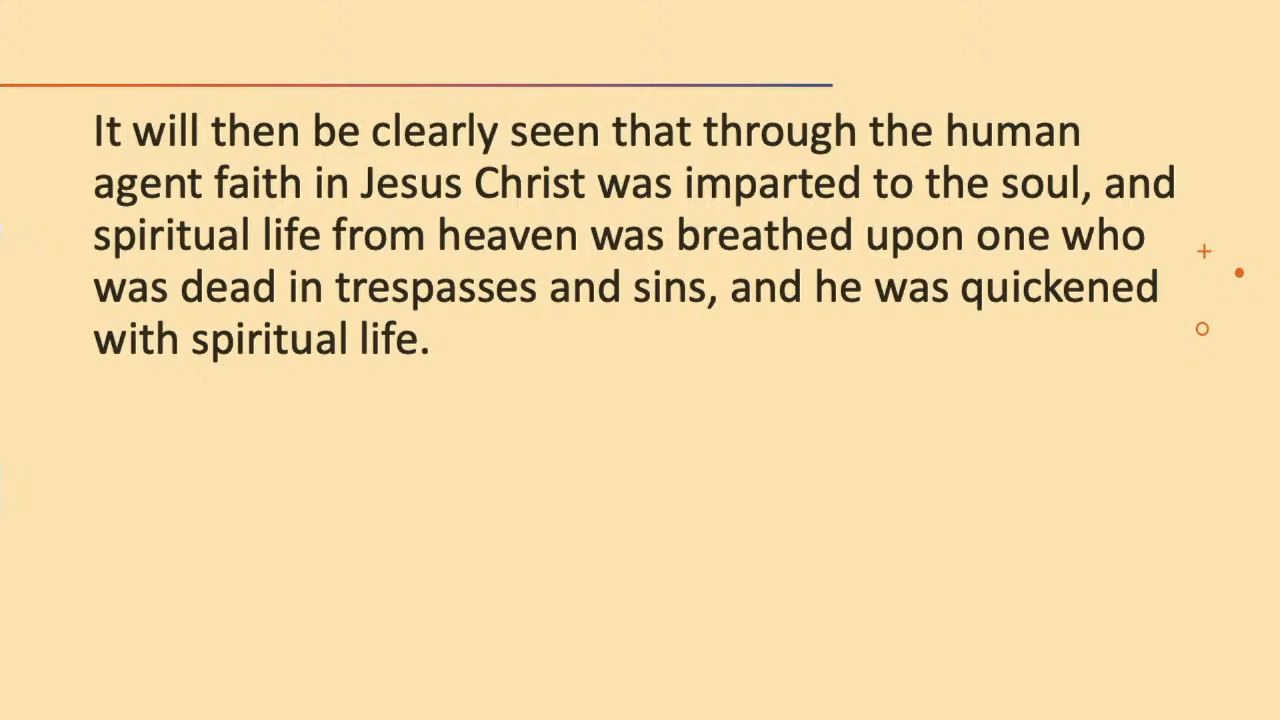 It will then be clearly seen that through the human
agent faith in Jesus Christ was imparted to the soul, and
spiritual life from heaven was breathed upon one who
was dead in trespasses and sins, and he was quickened
with spiritual life.